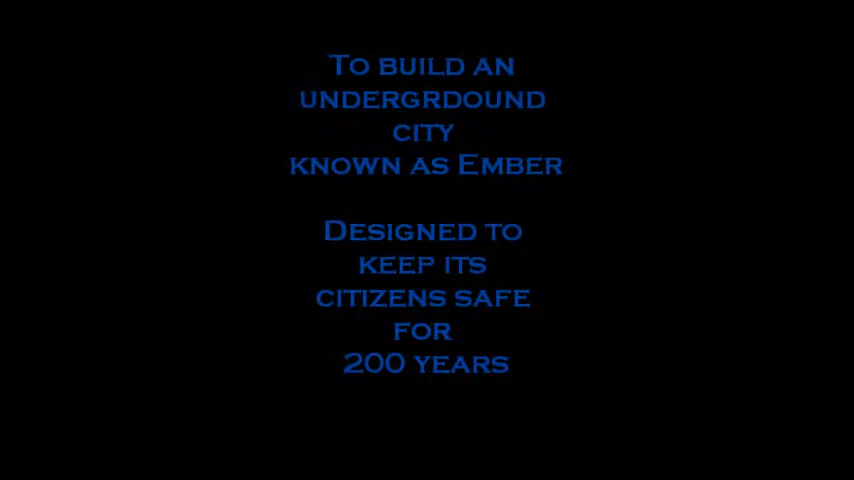 To build an
undergrdound
city
known as Ember
Designed to
keep its
citizens safe
for
200 years